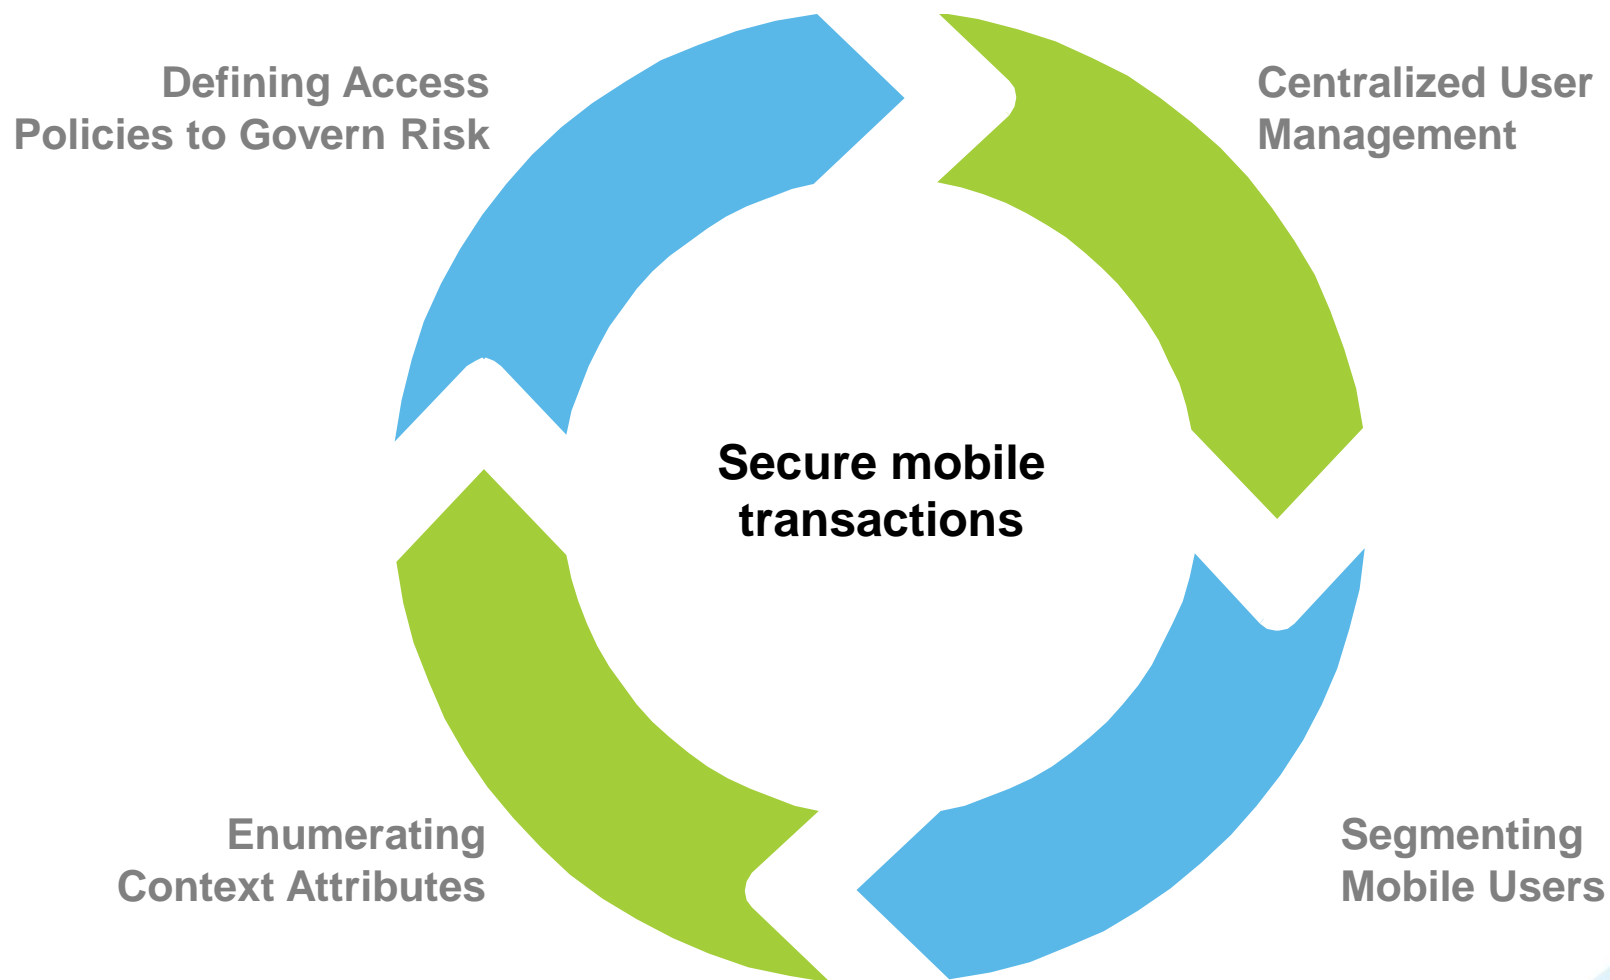 Defining Access
Policies to Govern Risk
Centralized User
Management
Secure mobile
transactions
Enumerating
Context Attributes
Segmenting
Mobile Users